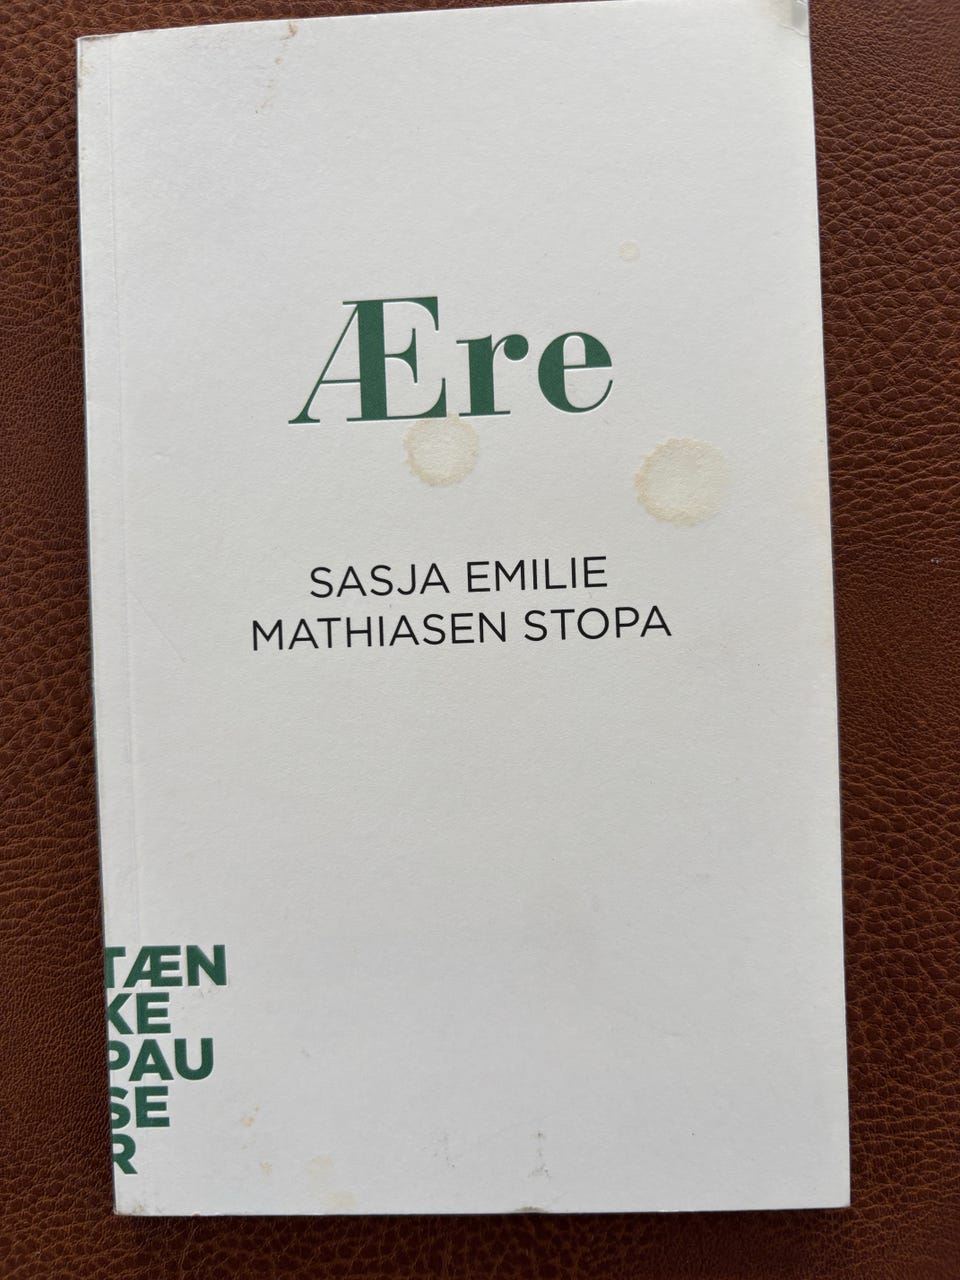 Ære
SASJA EMILIE
MATHIASEN STOPA
TÆN
KE
PAU
SE
R